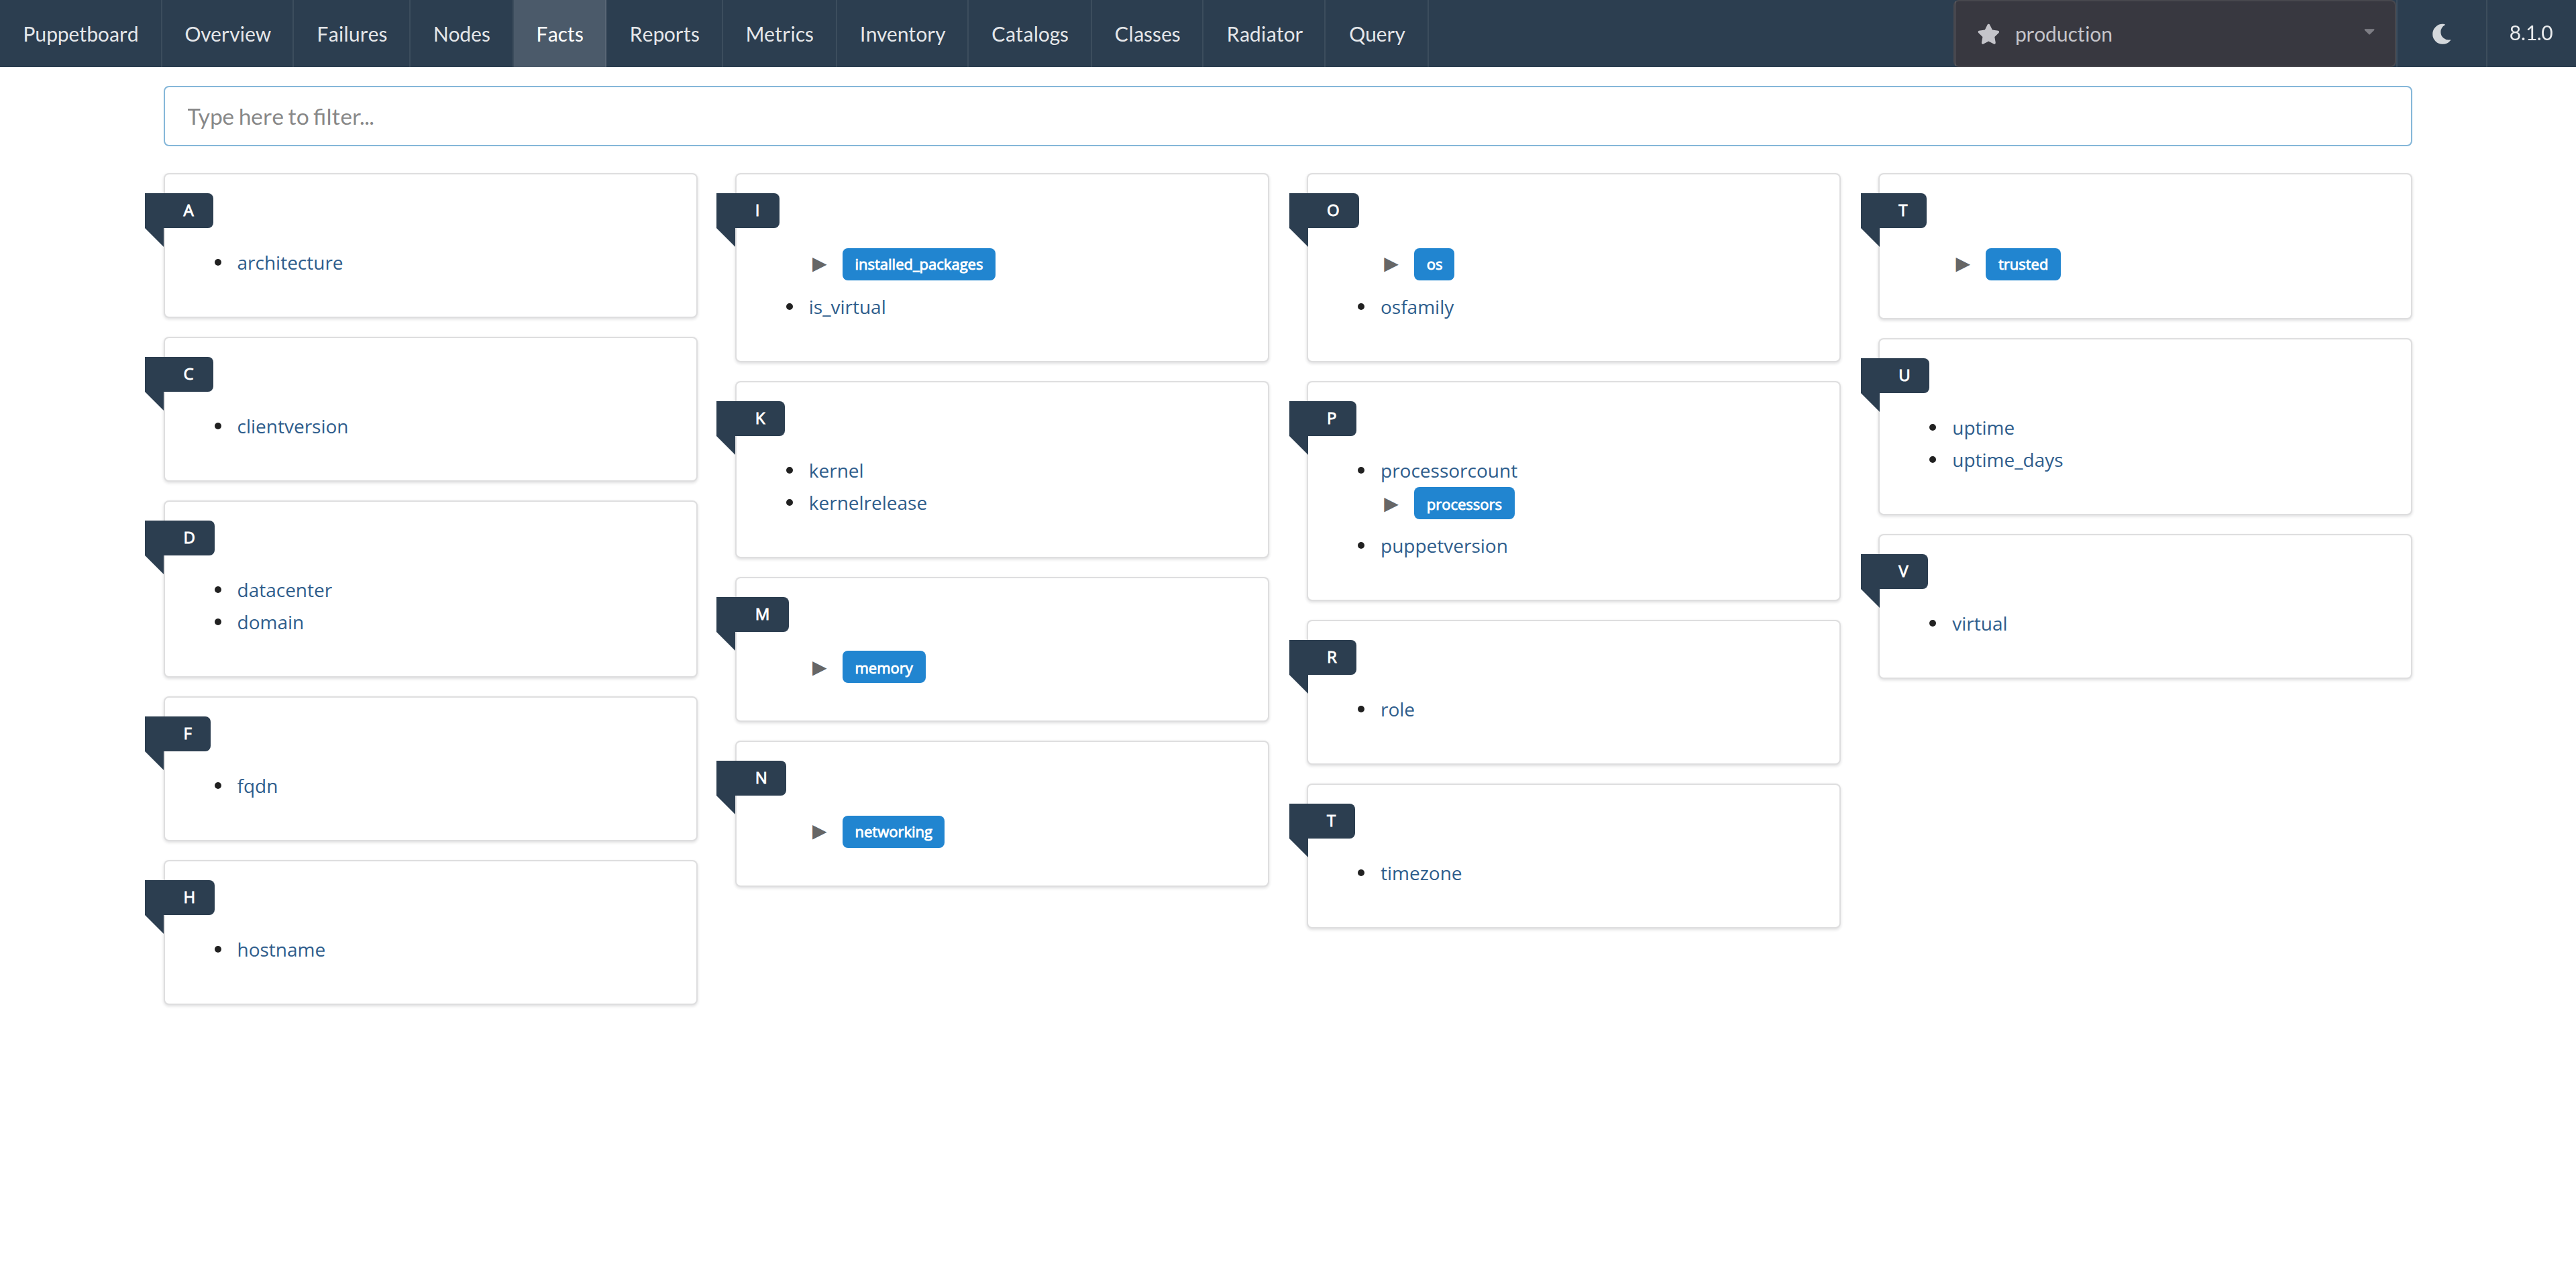 Puppetboard Overview Failures Nodes Facts Reports Metrics Inventory Catalogs Classes Radiator Query production 8.1.0
Type here to filter...
A
architecture
C
clientversion
D
datacenter
domain
F
fqdn
H
hostname
I
installed_packages
is_virtual
K
kernel
kernelrelease
M
memory
N
networking
O
os
osfamily
P
processorcount
processors
puppetversion
R
role
T
timezone
T
trusted
U
uptime
uptime_days
V
virtual